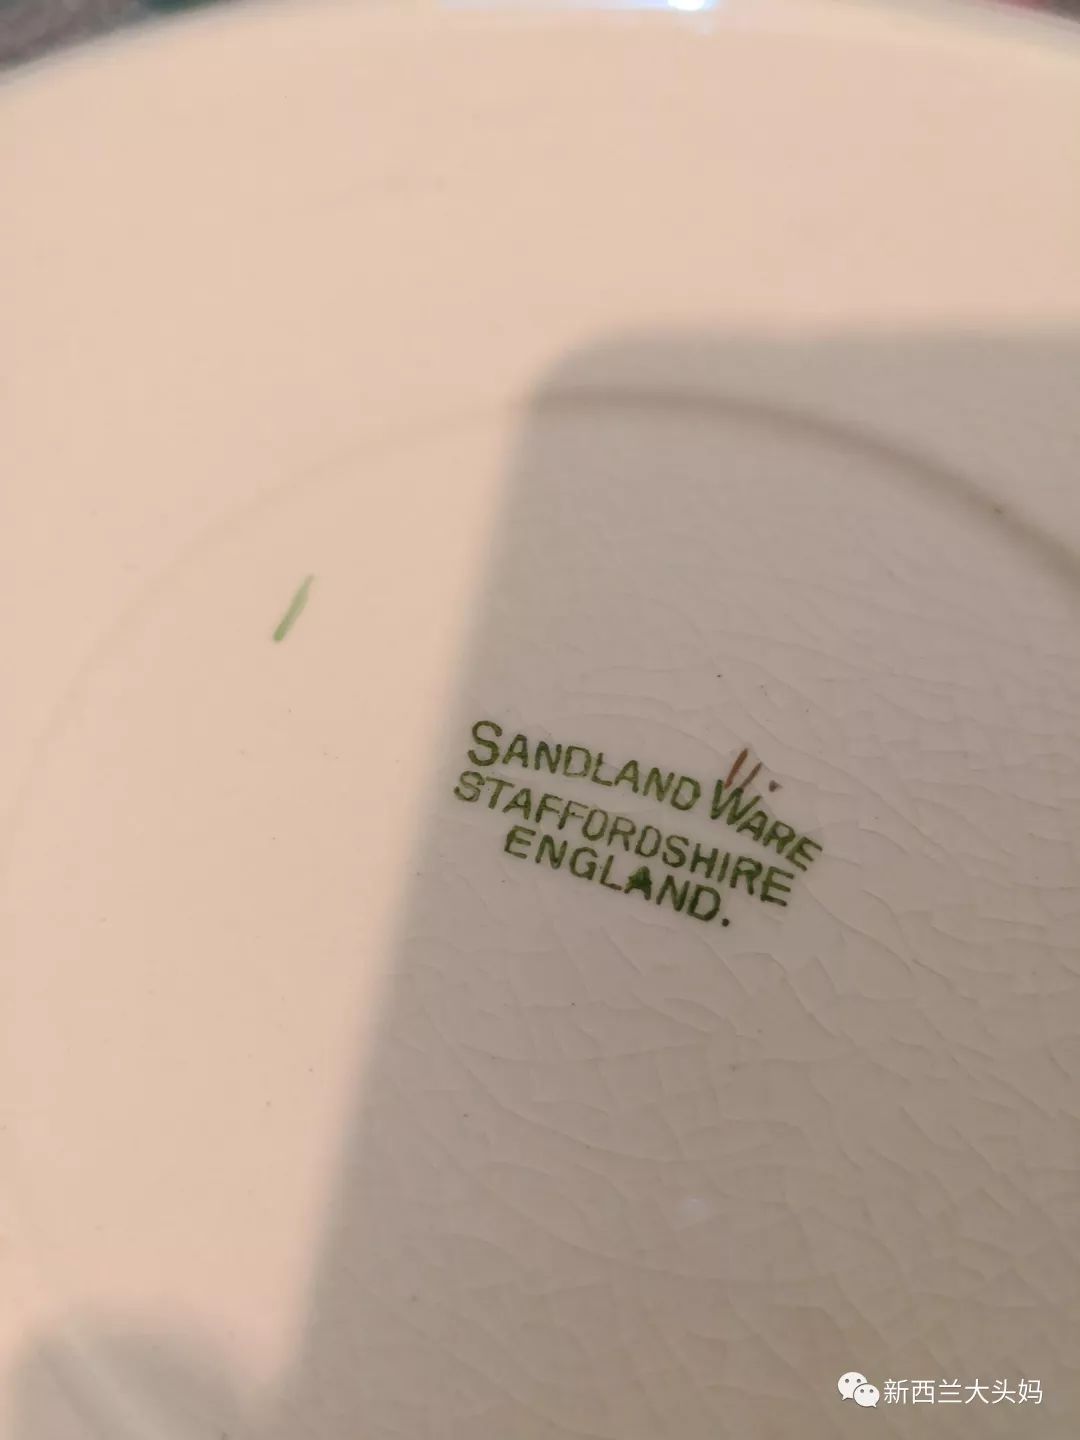 SANDLAND WARE
STAFFORDSHIRE
ENGLAND.
新西兰大头妈